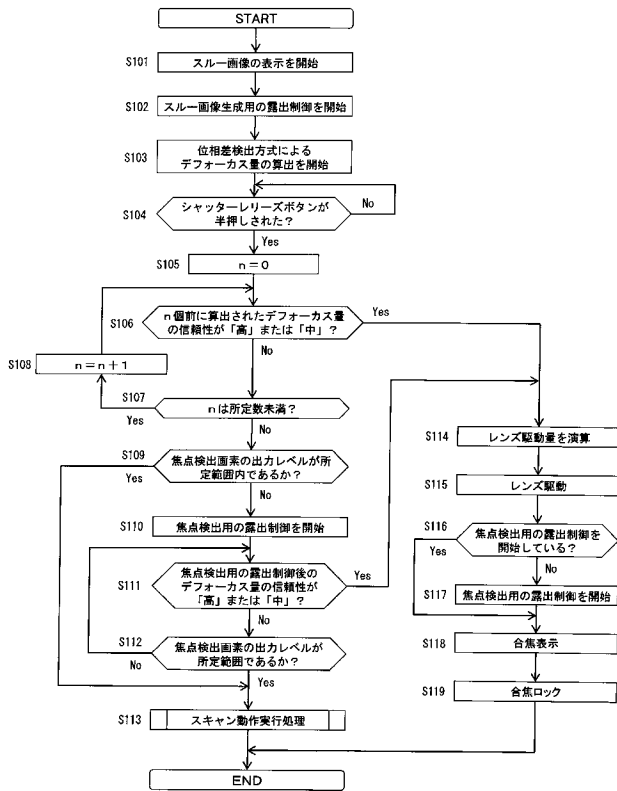 START
S101
スルー画像の表示を開始
S102
スルー画像生成用の露出制御を開始
S103
位相差検出方式による
デフォーカス量の算出を開始
S104
シャッターレリーズボタンが
半押しされた？
No
Yes
S105
n＝0
S106
n個前に算出されたデフォーカス量
の信頼性が「高」または「中」？
Yes
No
S108
n＝n＋1
S107
nは所定数未満？
Yes
No
S109
焦点検出画素の出力レベルが所
定範囲内であるか？
Yes
No
S110
焦点検出用の露出制御を開始
S111
焦点検出用の露出制御後の
デフォーカス量の信頼性が
「高」または「中」？
Yes
No
S112
焦点検出画素の出力レベルが
所定範囲であるか？
No
Yes
S113
スキャン動作実行処理
S114
レンズ駆動量を演算
S115
レンズ駆動
S116
焦点検出用の露出制御を
開始している？
Yes
No
S117
焦点検出用の露出制御を開始
S118
合焦表示
S119
合焦ロック
END